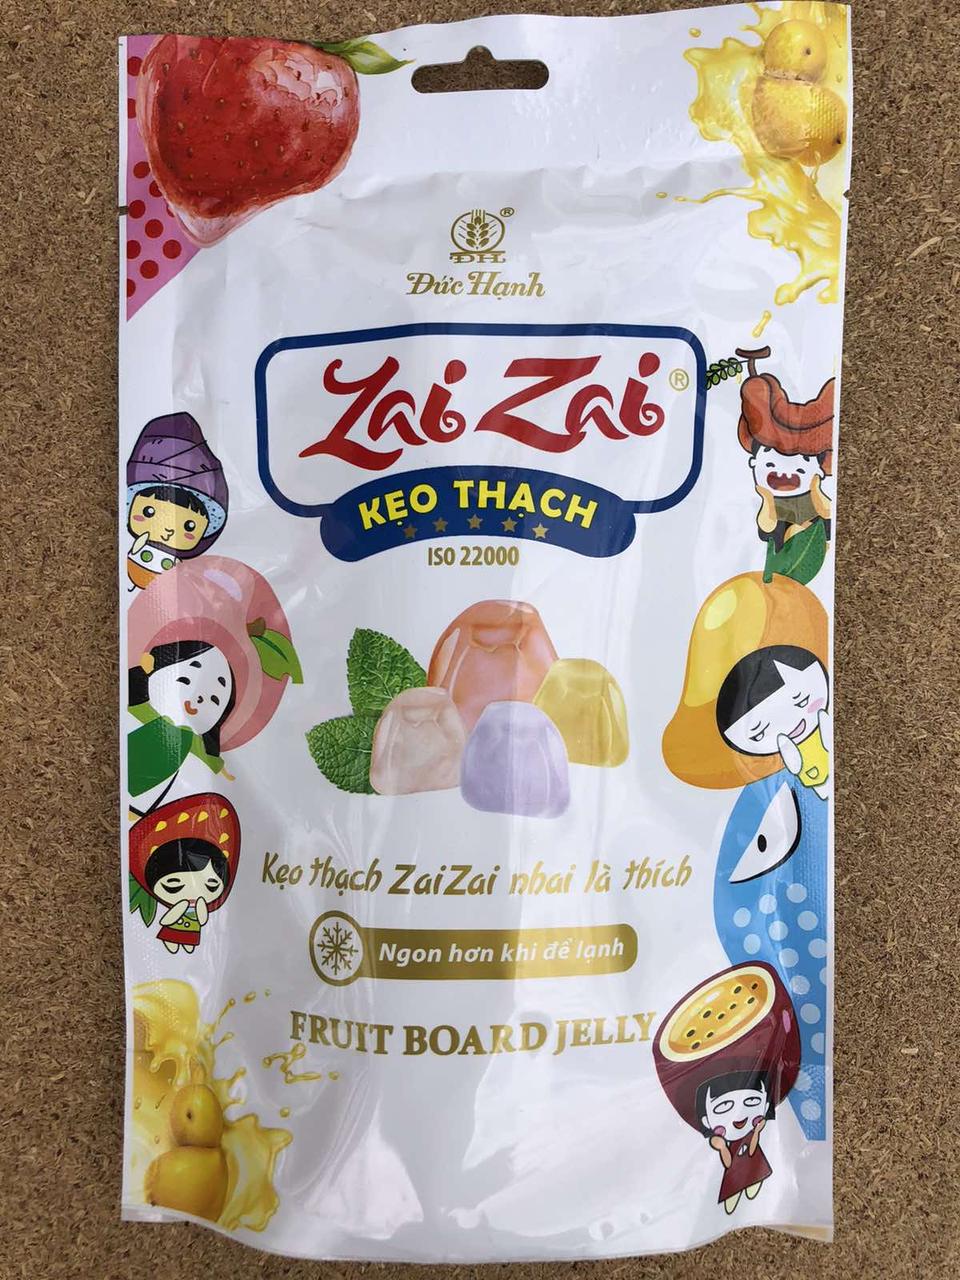 ®
ĐH
Đức Hạnh
Zai Zai ®
KẸO THẠCH
ISO 22000
Kẹo thạch ZaiZai nhai là thích
Ngon hơn khi để lạnh
FRUIT BOARD JELLY